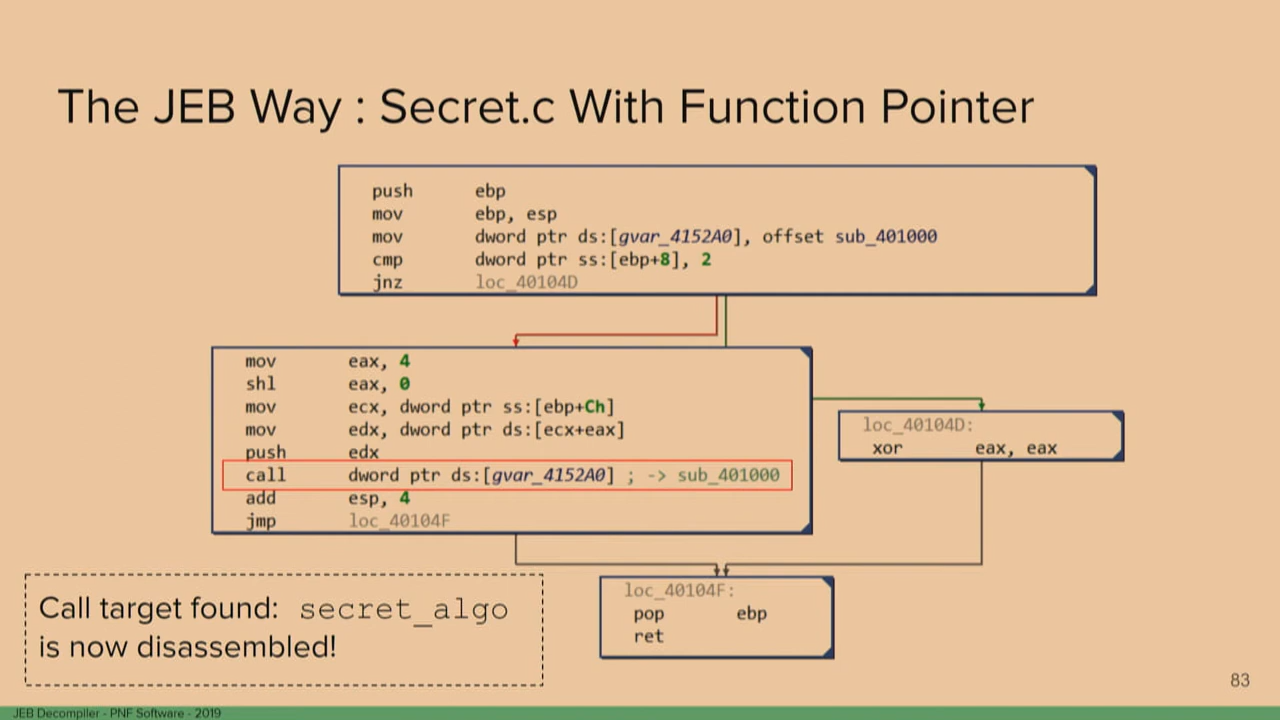 The JEB Way : Secret.c With Function Pointer
push ebp
mov ebp, esp
mov dword ptr ds:[gvar_4152A0], offset sub_401000
cmp dword ptr ss:[ebp+8], 2
jnz loc_40104D
mov eax, 4
shl eax, 0
mov ecx, dword ptr ss:[ebp+Ch]
mov edx, dword ptr ds:[ecx+eax]
push edx
call dword ptr ds:[gvar_4152A0] ; -> sub_401000
add esp, 4
jmp loc_40104F
loc_40104D:
xor eax, eax
loc_40104F:
pop ebp
ret
Call target found: secret_algo
is now disassembled!
83
JEB Decompiler - PNF Software - 2019